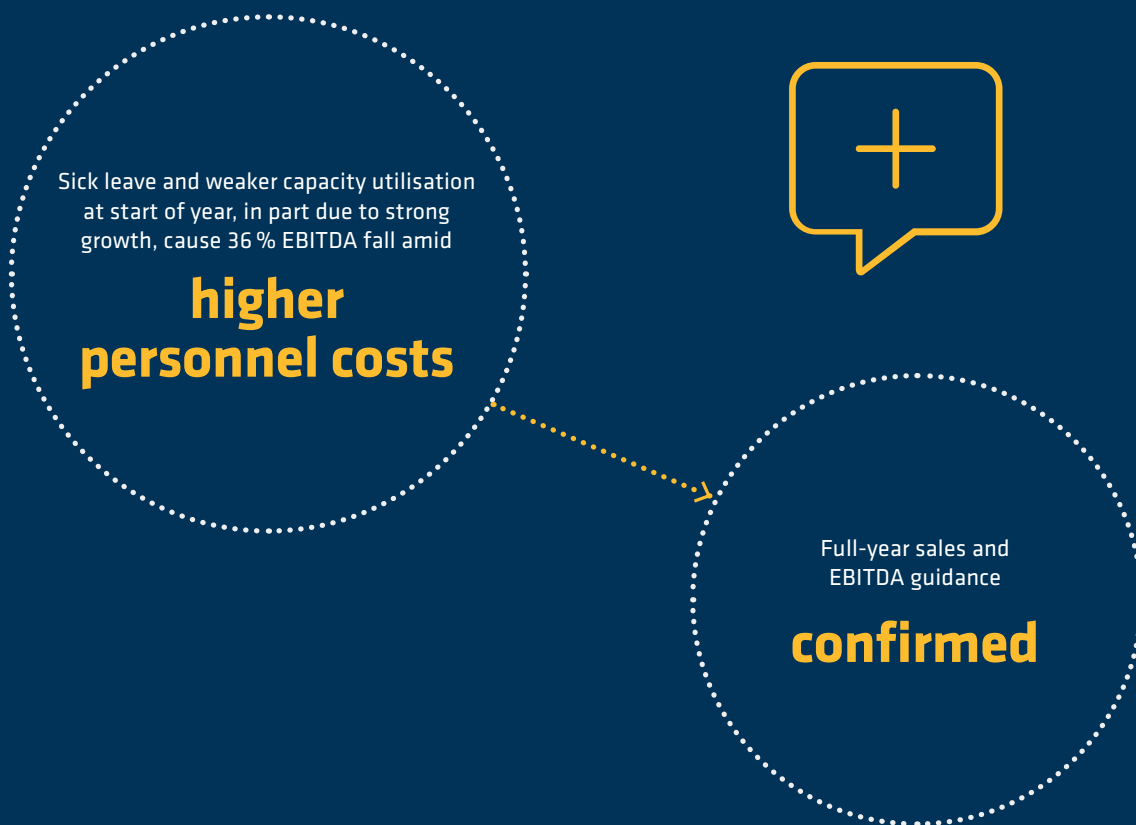 Sick leave and weaker capacity utilisation
at start of year, in part due to strong
growth, cause 36 % EBITDA fall amid
higher
personnel costs
Full-year sales and
EBITDA guidance
confirmed